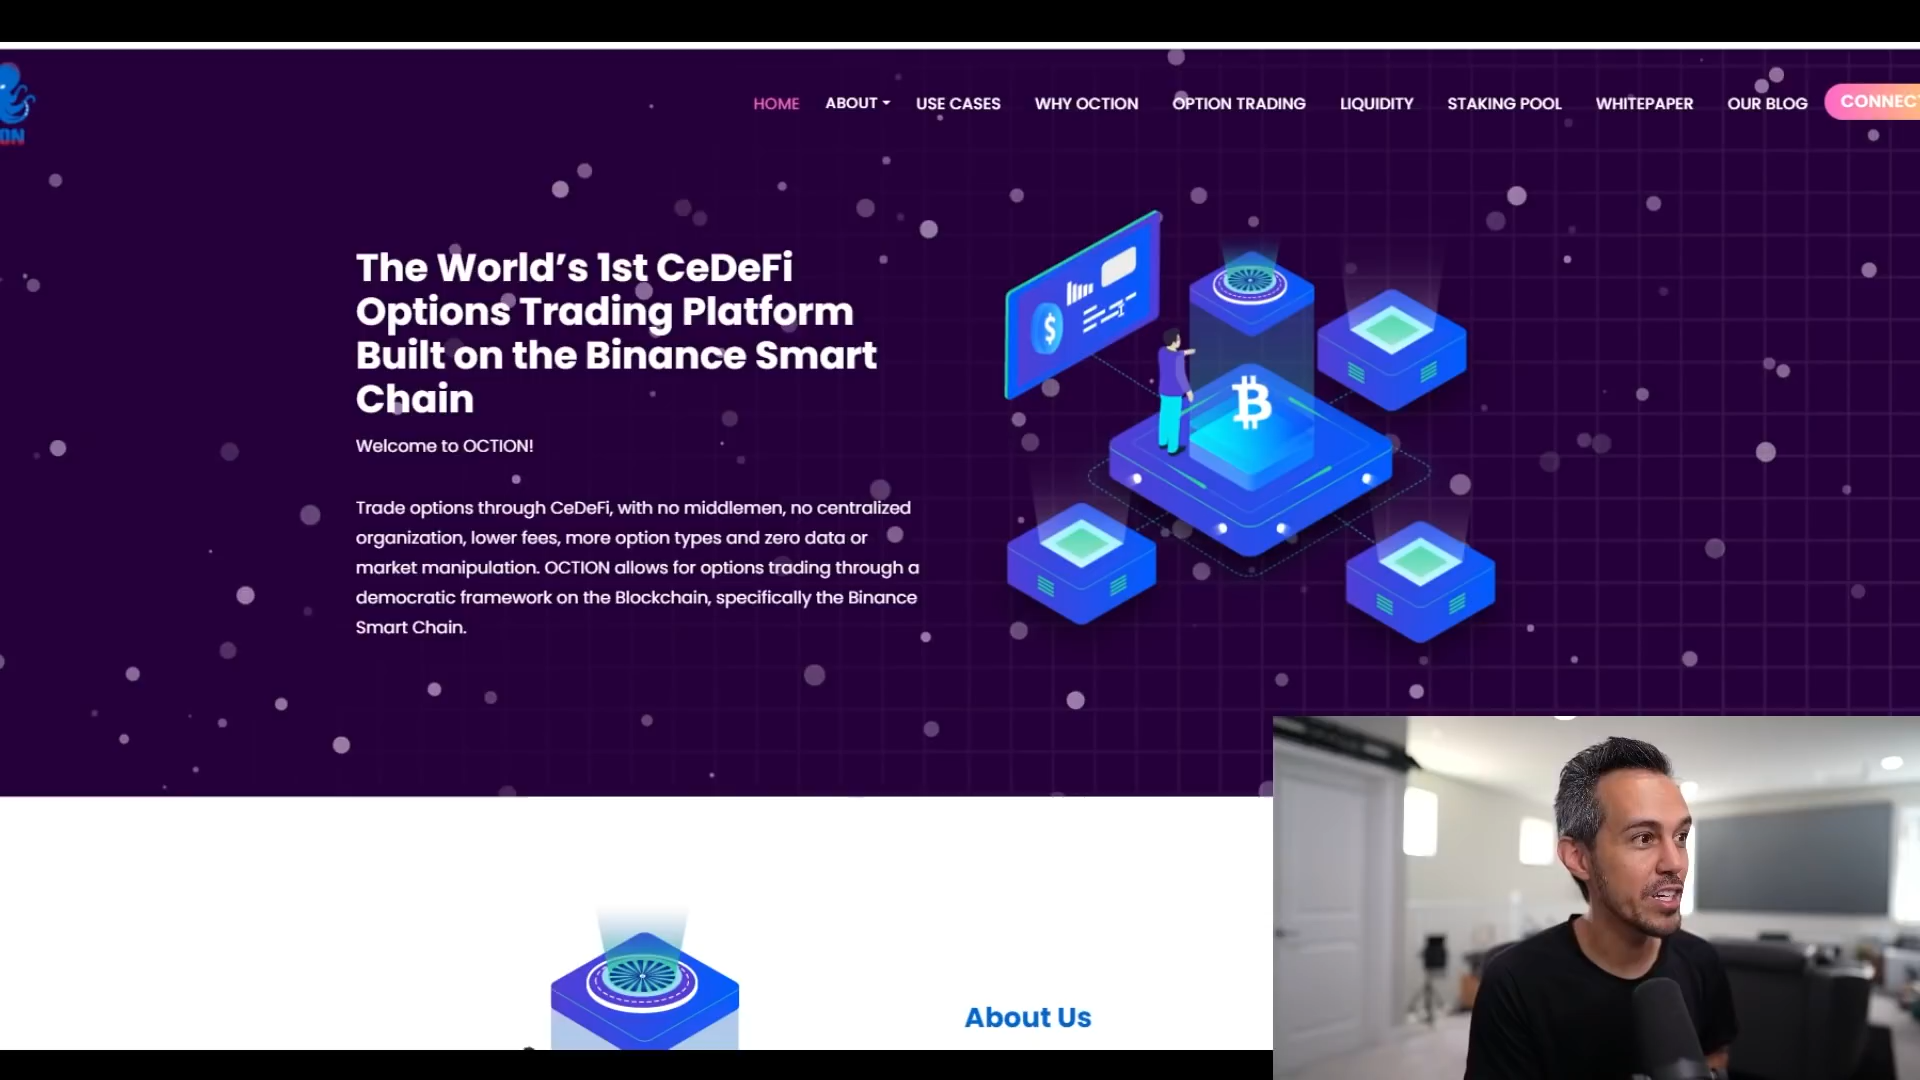 ON
HOME
ABOUT
USE CASES
WHY OCTION
OPTION TRADING
LIQUIDITY
STAKING POOL
WHITEPAPER
OUR BLOG
CONNECT
The World’s 1st CeDeFi
Options Trading Platform
Built on the Binance Smart
Chain
Welcome to OCTION!
Trade options through CeDeFi, with no middlemen, no centralized
organization, lower fees, more option types and zero data or
market manipulation. OCTION allows for options trading through a
democratic framework on the Blockchain, specifically the Binance
Smart Chain.
$
₿
About Us